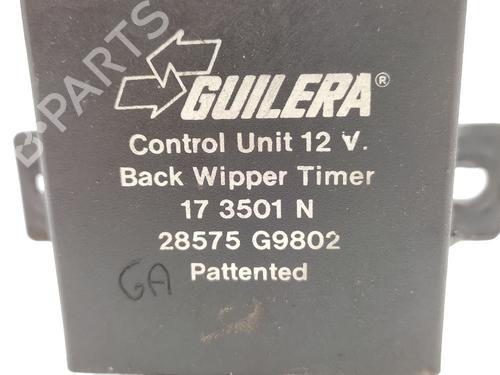 B-PARTS
GUILERA®
Control Unit 12 V.
Back Wipper Timer
17 3501 N
28575 G9802
Pattented
GA